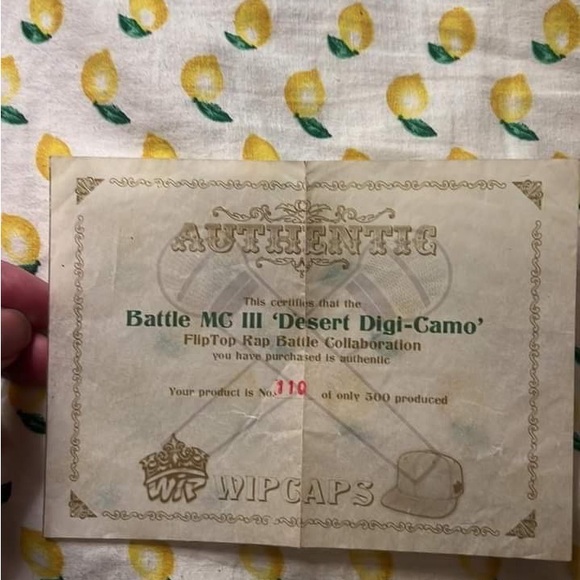 AUTHENTIC
This certifies that the
Battle MC III ‘Desert Digi-Camo’
FlipTop Rap Battle Collaboration
you have purchased is authentic
Your product is No. 110 of only 500 produced
WIP WIPCAPS